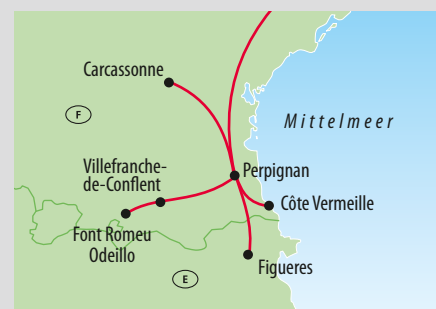 Carcassonne
F
Mittelmeer
Villefranche-
de-Conflent
Perpignan
Côte Vermeille
Font Romeu
Odeillo
Figueres
E